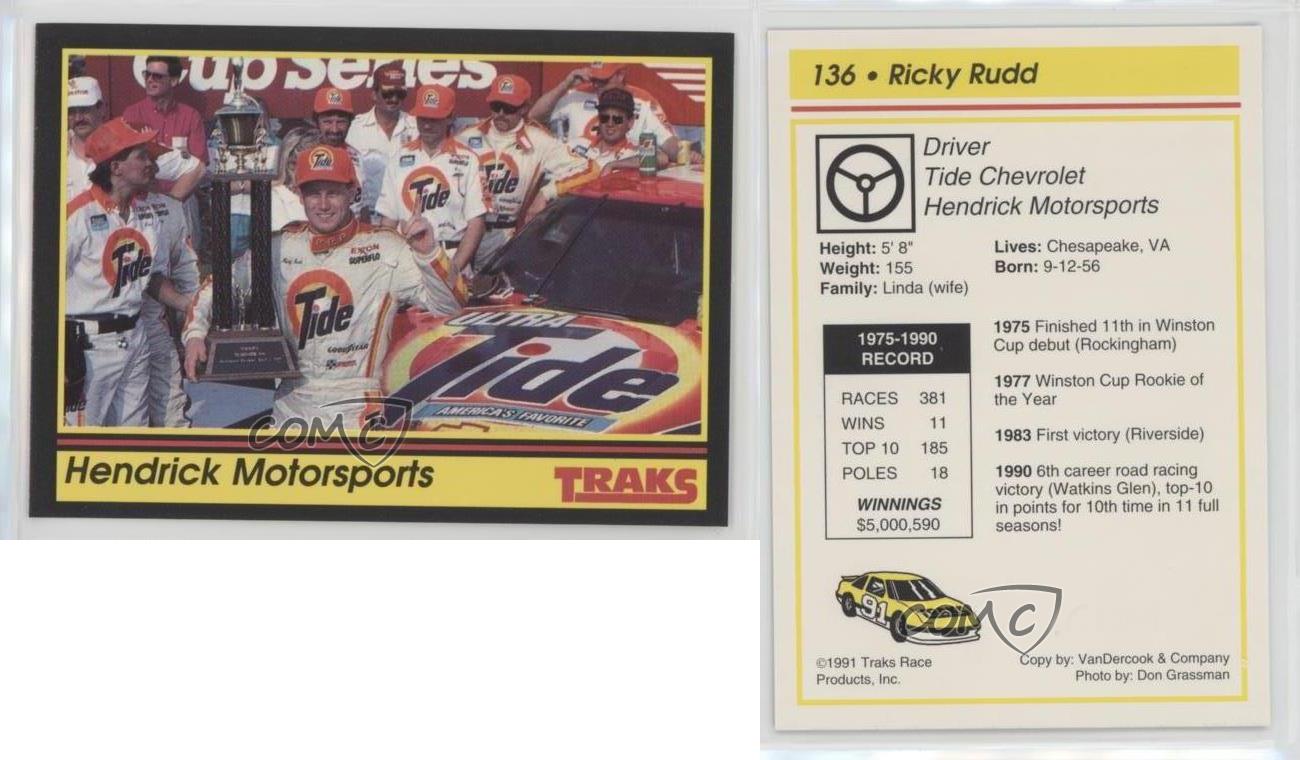 Cup Series
Tide
Tide
EXXON
SUPERFLO
Tide
Tide
Tide
GOODYEAR
ULTRA
Tide
AMERICA'S FAVORITE
COMC
Hendrick Motorsports
TRAKS
136 • Ricky Rudd
Driver
Tide Chevrolet
Hendrick Motorsports
Height: 5' 8"
Weight: 155
Family: Linda (wife)
Lives: Chesapeake, VA
Born: 9-12-56
1975-1990
RECORD
RACES 381
WINS 11
TOP 10 185
POLES 18
WINNINGS
$5,000,590
1975 Finished 11th in Winston
Cup debut (Rockingham)
1977 Winston Cup Rookie of
the Year
1983 First victory (Riverside)
1990 6th career road racing
victory (Watkins Glen), top-10
in points for 10th time in 11 full
seasons!
91
COMC
©1991 Traks Race
Products, Inc.
Copy by: VanDercook & Company
Photo by: Don Grassman